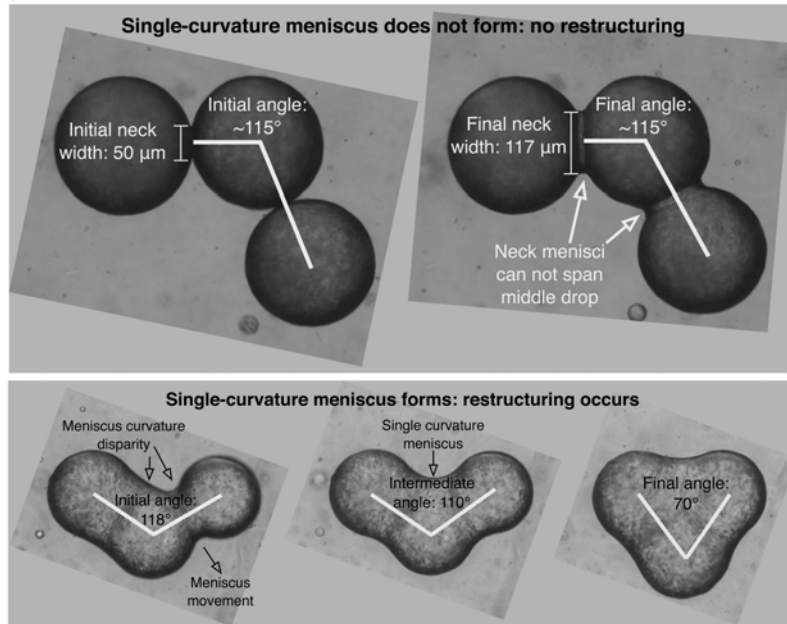 Single-curvature meniscus does not form: no restructuring
Initial neck
width: 50 μm
Initial angle:
~115°
Final neck
width: 117 μm
Final angle:
~115°
Neck menisci
can not span
middle drop
Single-curvature meniscus forms: restructuring occurs
Meniscus curvature
disparity
Initial angle:
118°
Meniscus
movement
Single curvature
meniscus
Intermediate
angle: 110°
Final angle:
70°